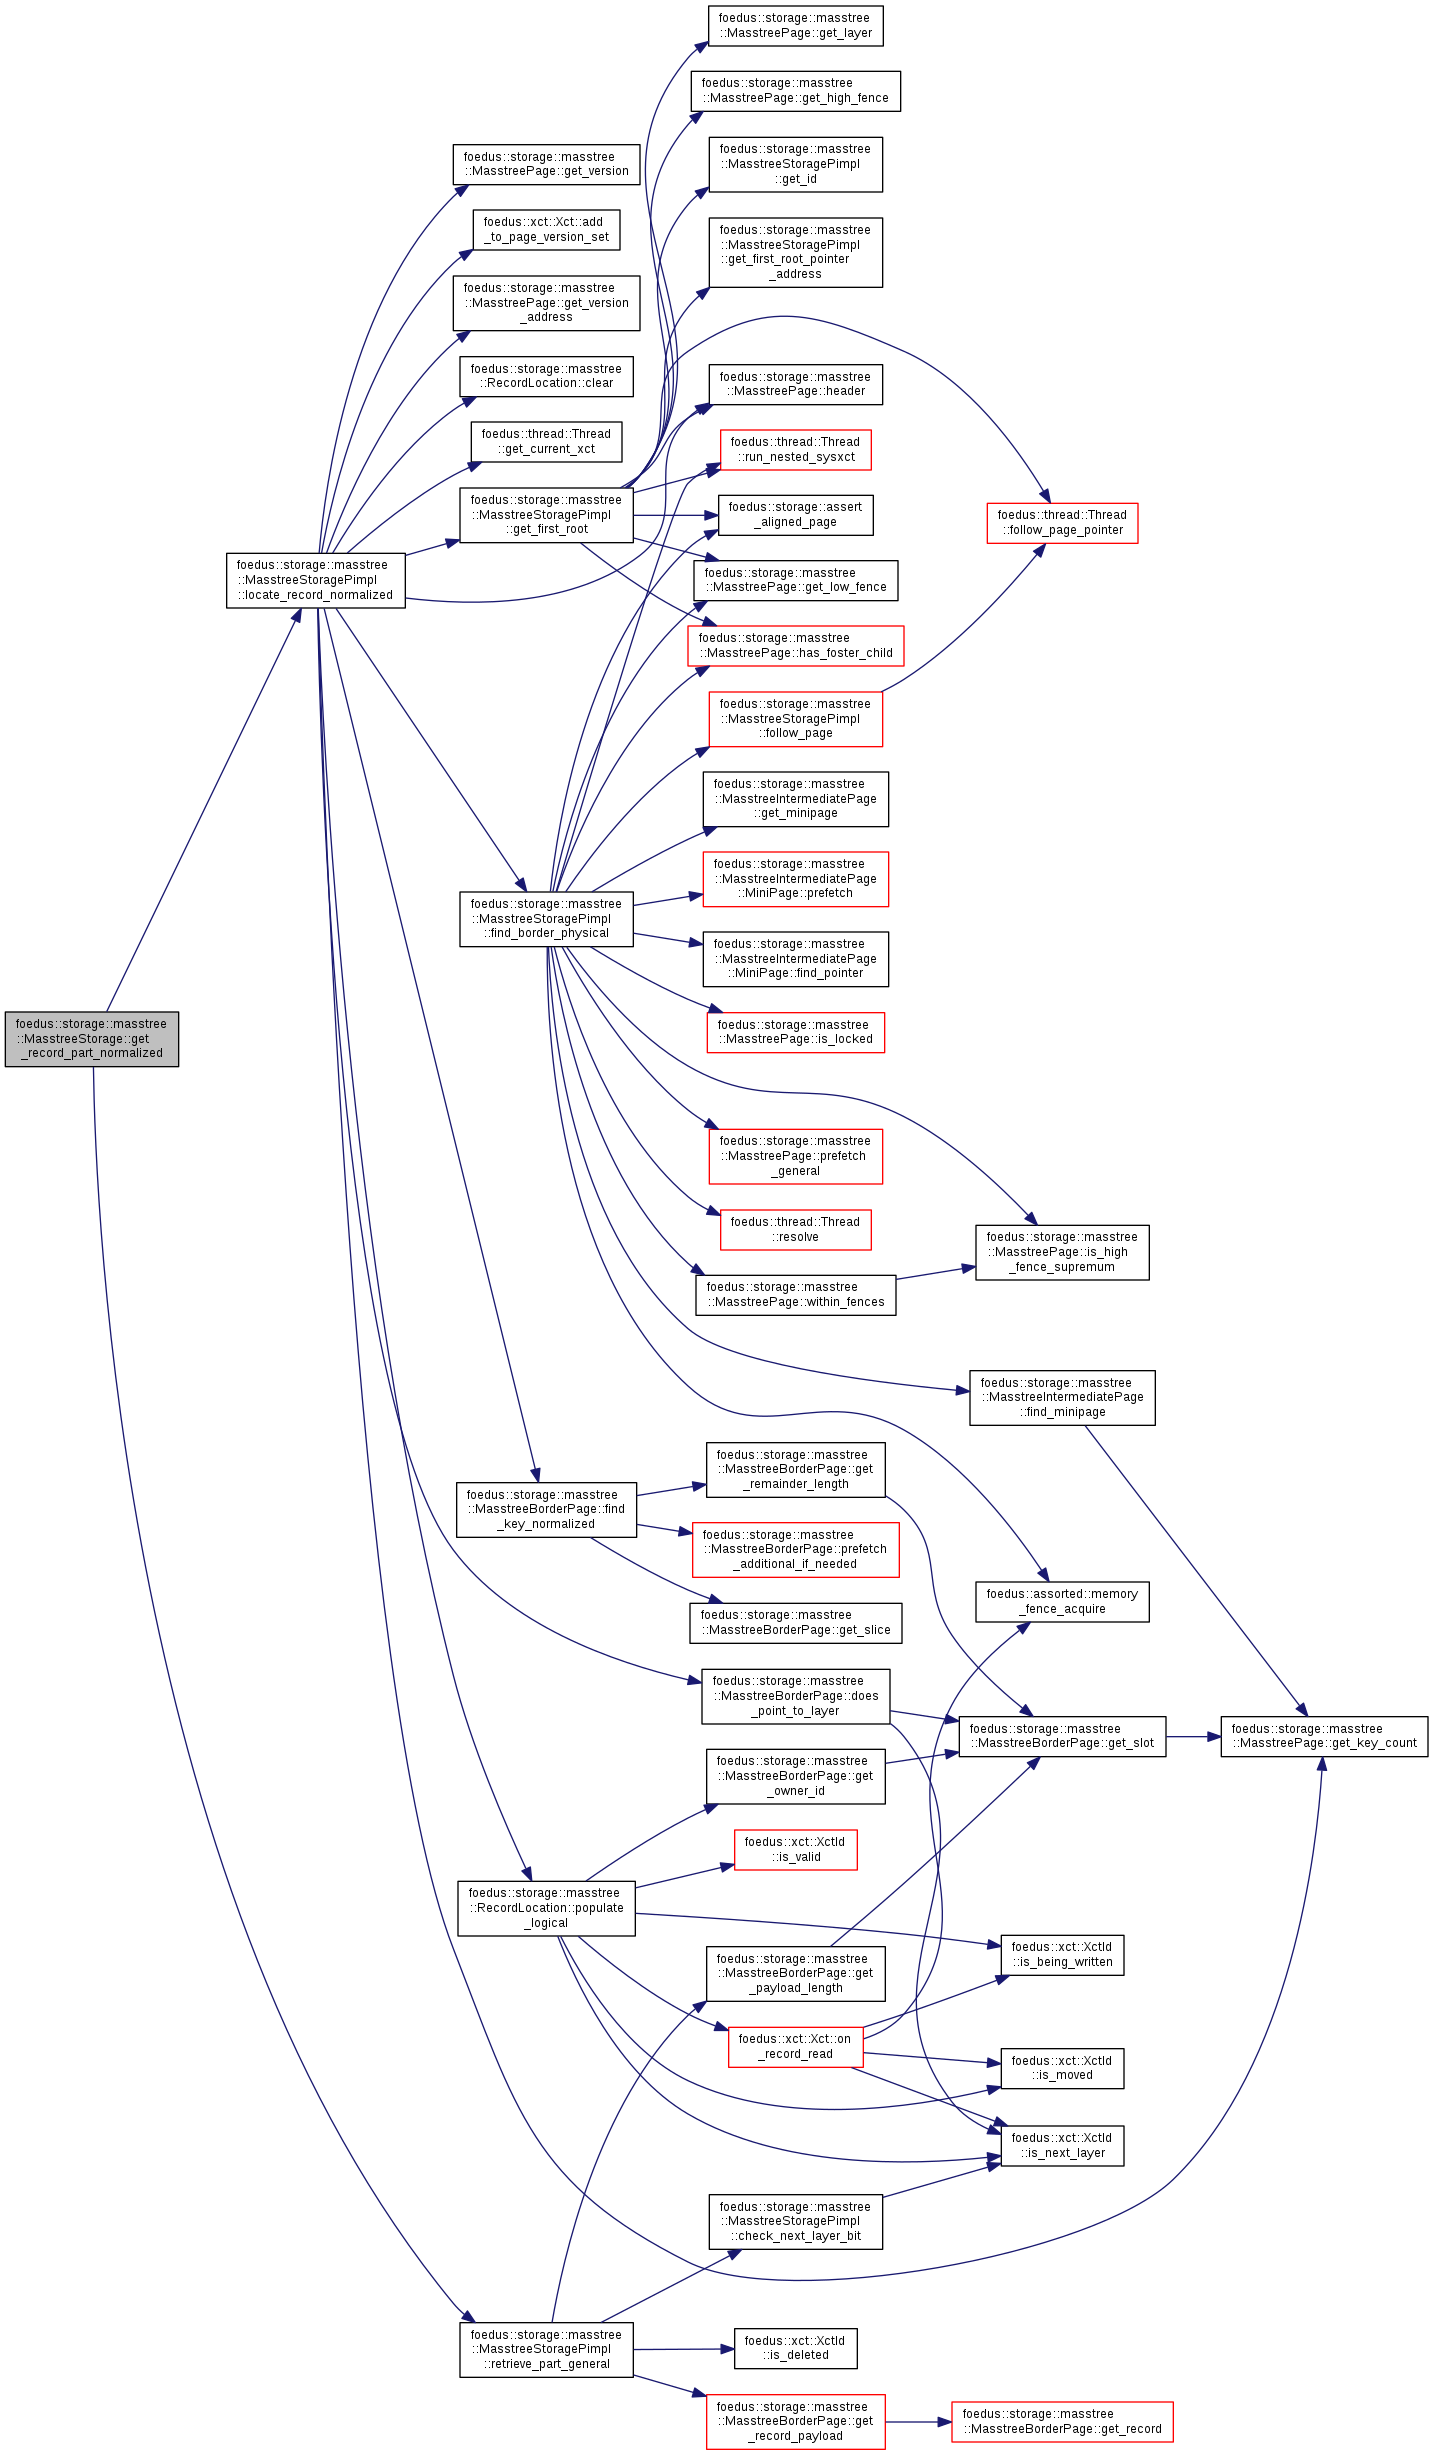 foedus::storage::masstree
::MasstreePage::get_layer
foedus::storage::masstree
::MasstreePage::get_high_fence
foedus::storage::masstree
::MasstreeStoragePimpl
::get_id
foedus::storage::masstree
::MasstreePage::get_version
foedus::xct::Xct::add
_to_page_version_set
foedus::storage::masstree
::MasstreeStoragePimpl
::get_first_root_pointer
_address
foedus::storage::masstree
::MasstreePage::get_version
_address
foedus::storage::masstree
::RecordLocation::clear
foedus::storage::masstree
::MasstreePage::header
foedus::thread::Thread
::get_current_xct
foedus::thread::Thread
::run_nested_sysxct
foedus::storage::masstree
::MasstreeStoragePimpl
::get_first_root
foedus::storage::assert
_aligned_page
foedus::thread::Thread
::follow_page_pointer
foedus::storage::masstree
::MasstreeStoragePimpl
::locate_record_normalized
foedus::storage::masstree
::MasstreePage::get_low_fence
foedus::storage::masstree
::MasstreePage::has_foster_child
foedus::storage::masstree
::MasstreeStoragePimpl
::follow_page
foedus::storage::masstree
::MasstreeIntermediatePage
::get_minipage
foedus::storage::masstree
::MasstreeIntermediatePage
::MiniPage::prefetch
foedus::storage::masstree
::MasstreeStoragePimpl
::find_border_physical
foedus::storage::masstree
::MasstreeIntermediatePage
::MiniPage::find_pointer
foedus::storage::masstree
::MasstreeStorage::get
_record_part_normalized
foedus::storage::masstree
::MasstreePage::is_locked
foedus::storage::masstree
::MasstreePage::prefetch
_general
foedus::thread::Thread
::resolve
foedus::storage::masstree
::MasstreePage::is_high
_fence_supremum
foedus::storage::masstree
::MasstreePage::within_fences
foedus::storage::masstree
::MasstreeIntermediatePage
::find_minipage
foedus::storage::masstree
::MasstreeBorderPage::get
_remainder_length
foedus::storage::masstree
::MasstreeBorderPage::find
_key_normalized
foedus::storage::masstree
::MasstreeBorderPage::prefetch
_additional_if_needed
foedus::storage::masstree
::MasstreeBorderPage::get_slice
foedus::assorted::memory
_fence_acquire
foedus::storage::masstree
::MasstreeBorderPage::does
_point_to_layer
foedus::storage::masstree
::MasstreeBorderPage::get_slot
foedus::storage::masstree
::MasstreePage::get_key_count
foedus::storage::masstree
::MasstreeBorderPage::get
_owner_id
foedus::xct::XctId
::is_valid
foedus::storage::masstree
::RecordLocation::populate
_logical
foedus::xct::XctId
::is_being_written
foedus::storage::masstree
::MasstreeBorderPage::get
_payload_length
foedus::xct::Xct::on
_record_read
foedus::xct::XctId
::is_moved
foedus::xct::XctId
::is_next_layer
foedus::storage::masstree
::MasstreeStoragePimpl
::check_next_layer_bit
foedus::storage::masstree
::MasstreeStoragePimpl
::retrieve_part_general
foedus::xct::XctId
::is_deleted
foedus::storage::masstree
::MasstreeBorderPage::get
_record_payload
foedus::storage::masstree
::MasstreeBorderPage::get_record